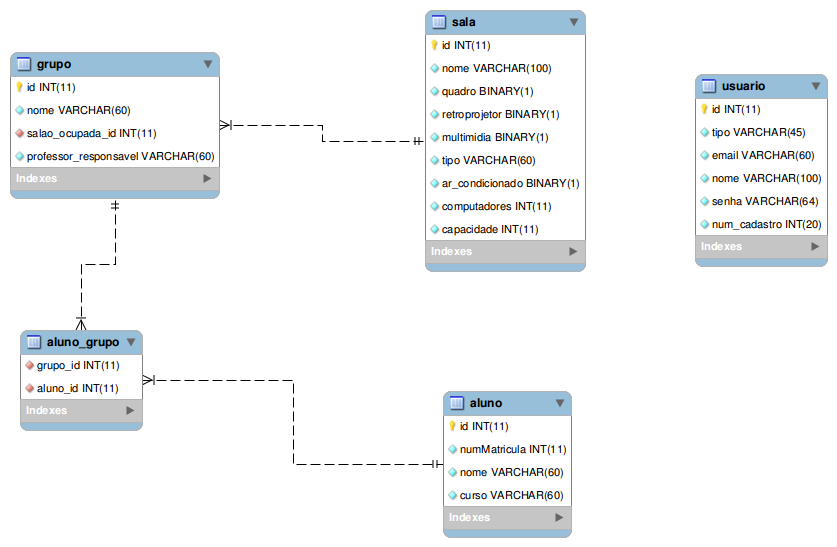 grupo
id INT(11)
nome VARCHAR(60)
salao_ocupada_id INT(11)
professor_responsavel VARCHAR(60)
Indexes
sala
id INT(11)
nome VARCHAR(100)
quadro BINARY(1)
retroprojetor BINARY(1)
multimidia BINARY(1)
tipo VARCHAR(60)
ar_condicionado BINARY(1)
computadores INT(11)
capacidade INT(11)
Indexes
usuario
id INT(11)
tipo VARCHAR(45)
email VARCHAR(60)
nome VARCHAR(100)
senha VARCHAR(64)
num_cadastro INT(20)
Indexes
aluno_grupo
grupo_id INT(11)
aluno_id INT(11)
Indexes
aluno
id INT(11)
numMatricula INT(11)
nome VARCHAR(60)
curso VARCHAR(60)
Indexes